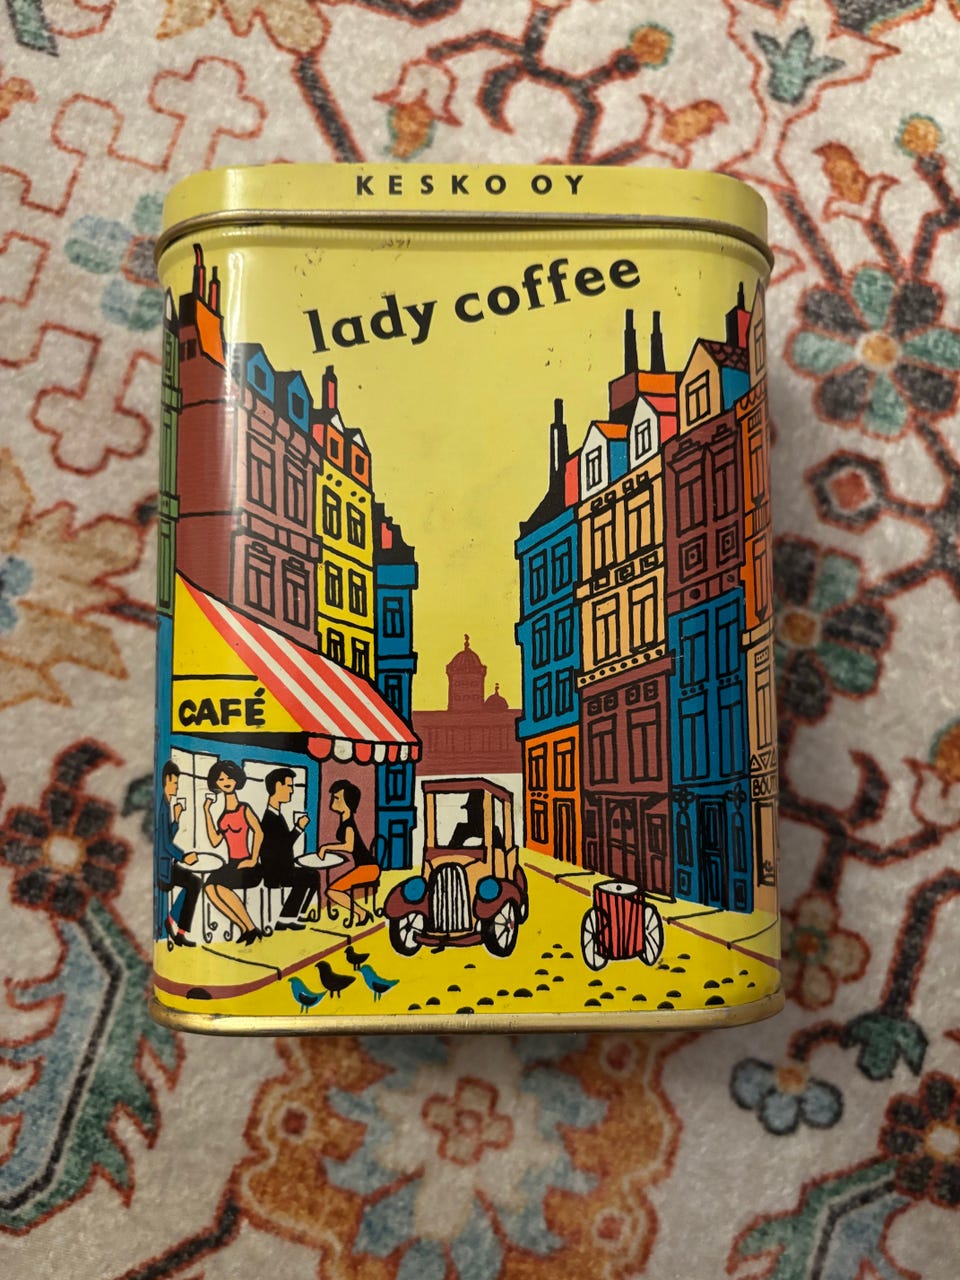 KESKO OY
lady coffee
CAFÉ